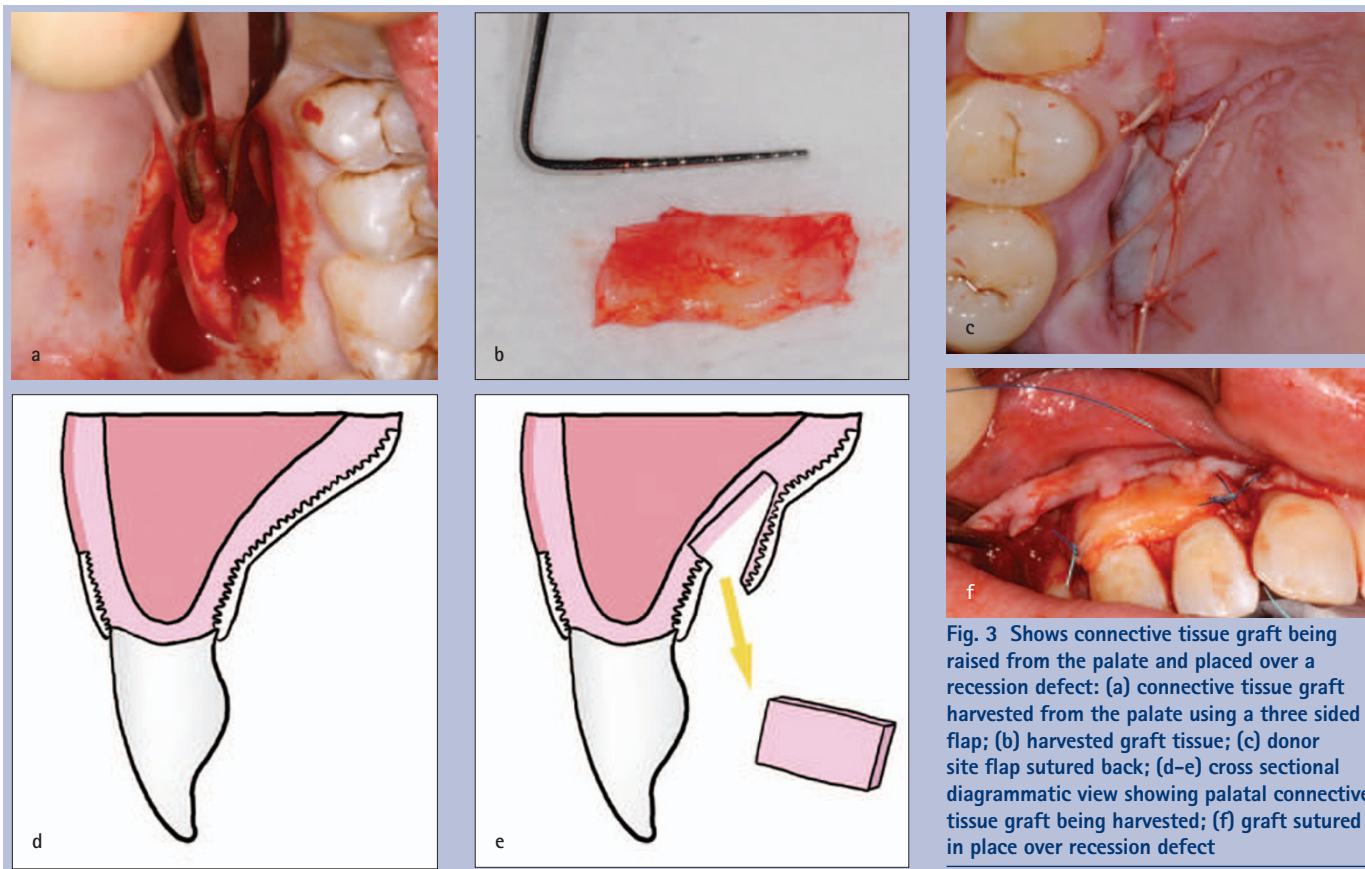 a
b
c
d
e
f
Fig. 3 Shows connective tissue graft being
raised from the palate and placed over a
recession defect: (a) connective tissue graft
harvested from the palate using a three sided
flap; (b) harvested graft tissue; (c) donor
site flap sutured back; (d–e) cross sectional
diagrammatic view showing palatal connective
tissue graft being harvested; (f) graft sutured
in place over recession defect